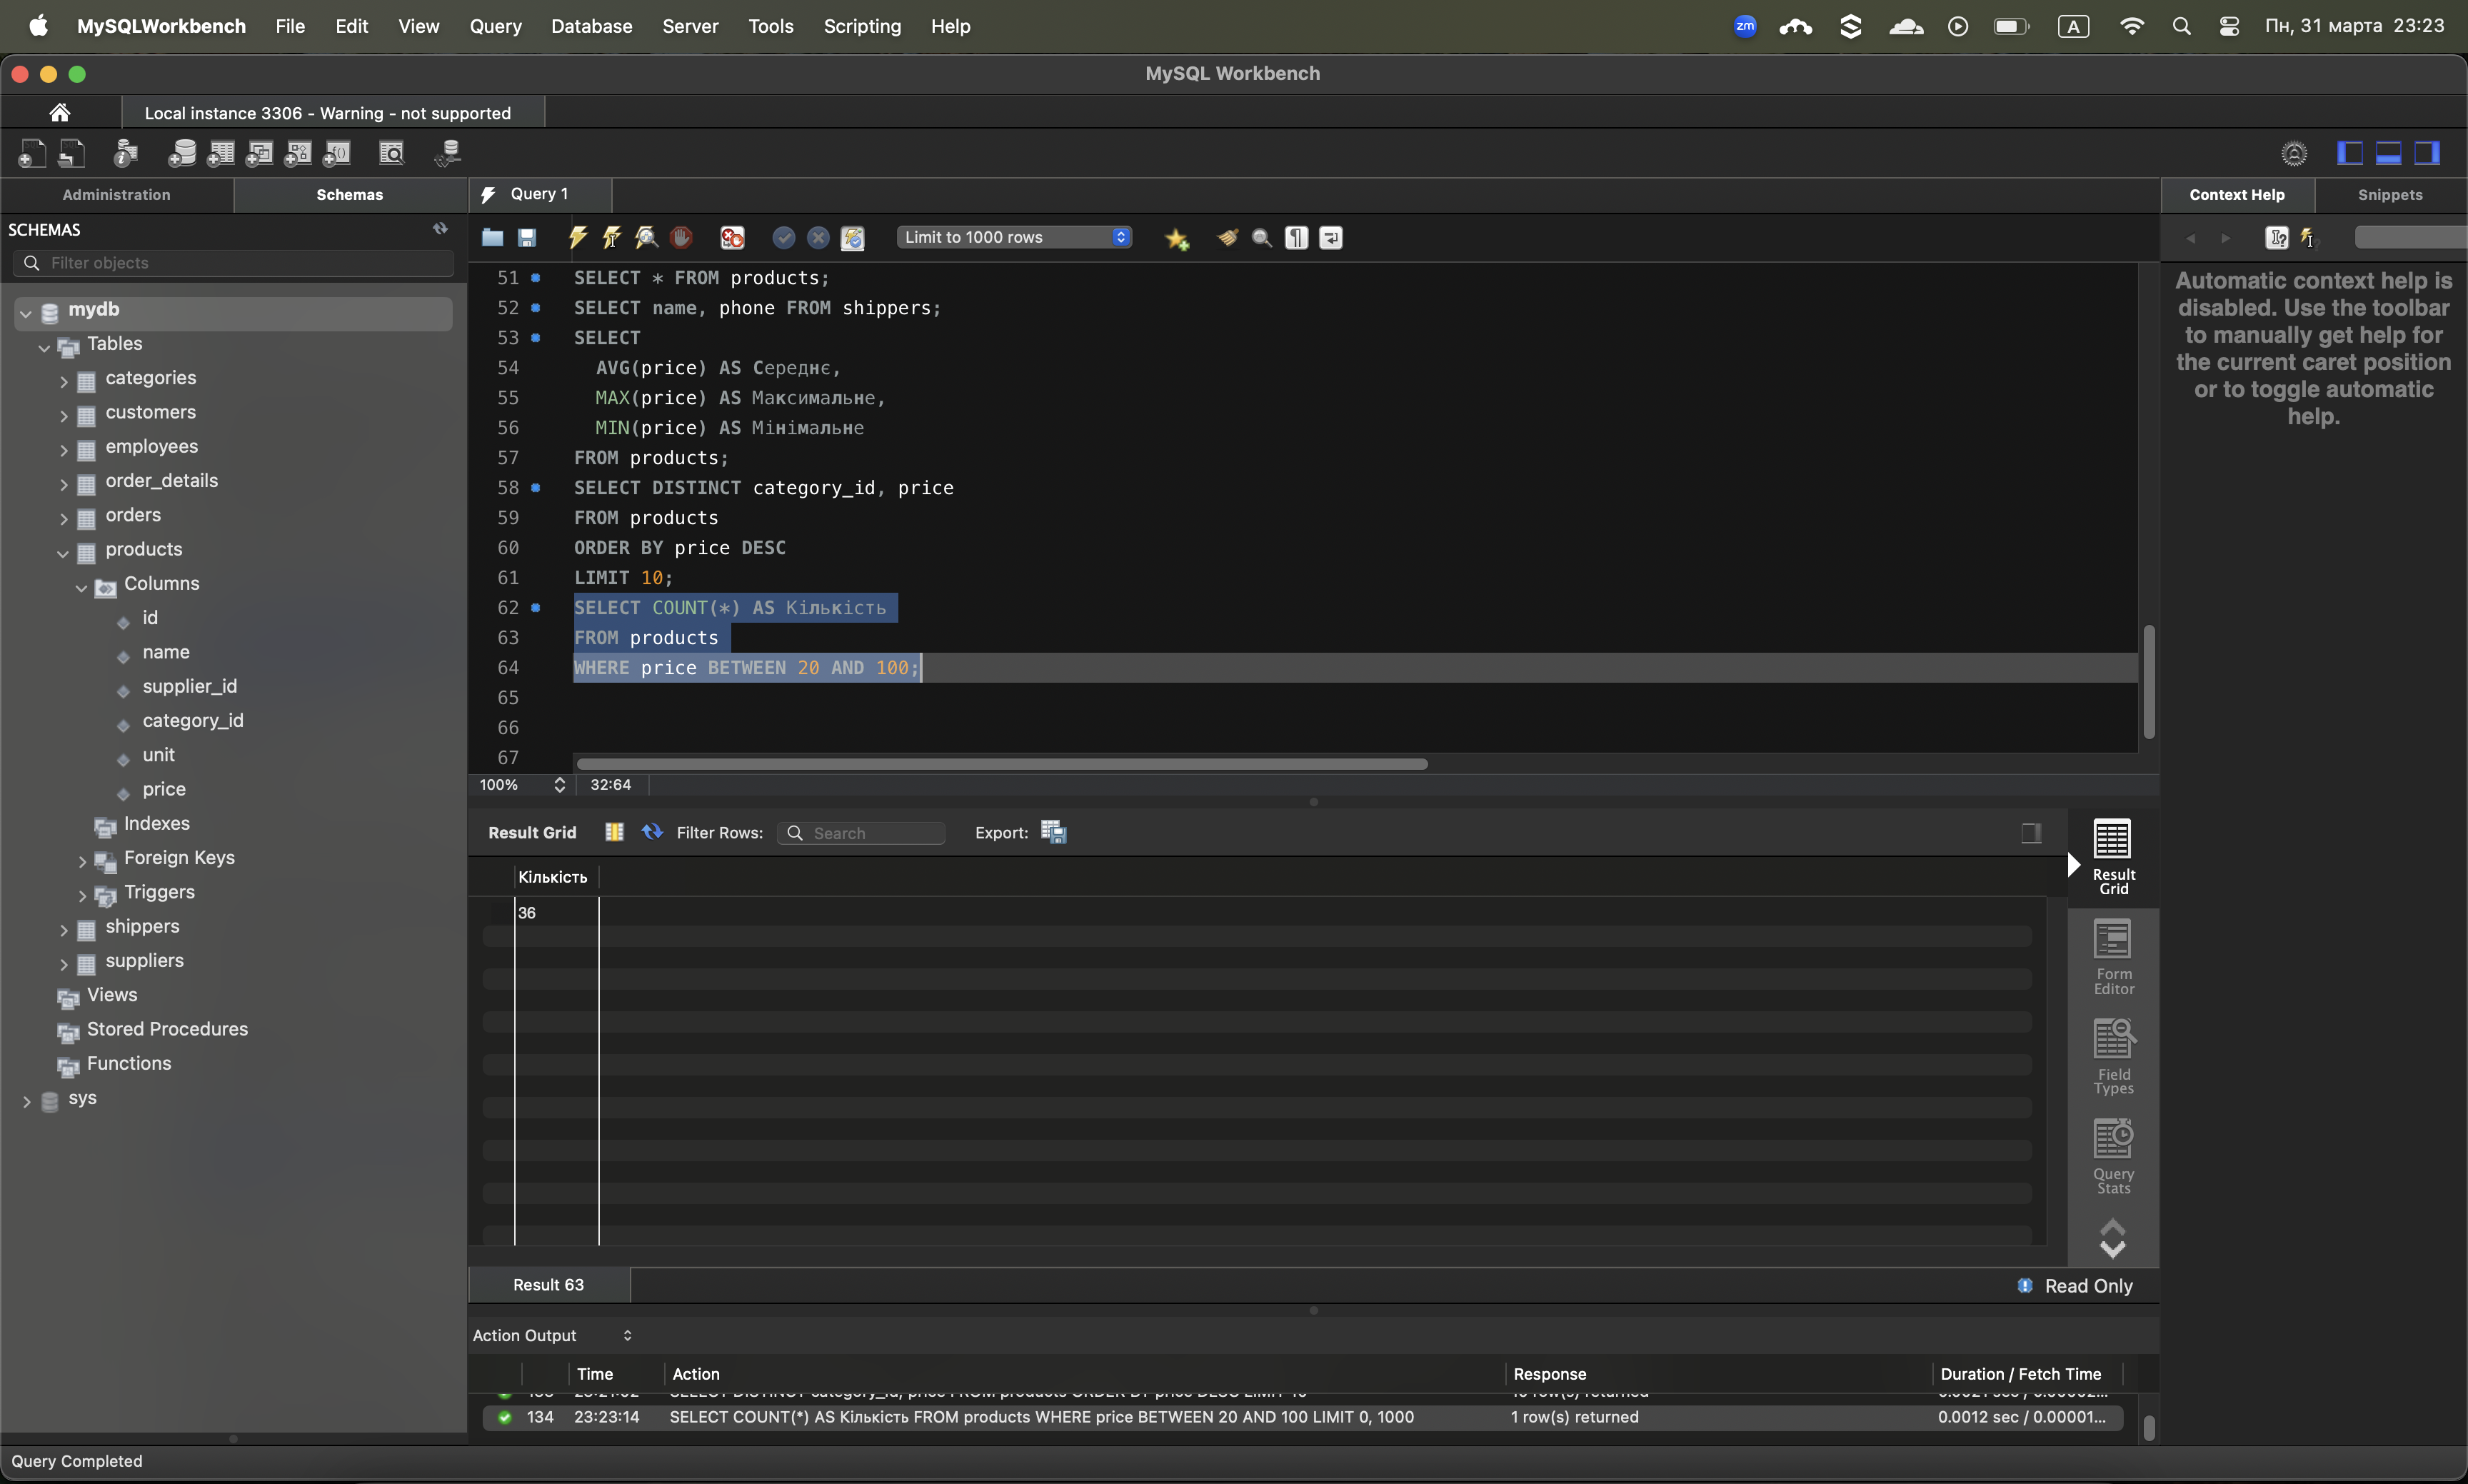 MySQLWorkbench File Edit View Query Database Server Tools Scripting Help
zm A Пн, 31 марта 23:23
MySQL Workbench
Local instance 3306 - Warning - not supported
Administration Schemas
Query 1
Context Help Snippets
SCHEMAS
Filter objects
Limit to 1000 rows
mydb
Tables
categories
customers
employees
order_details
orders
products
Columns
id
name
supplier_id
category_id
unit
price
Indexes
Foreign Keys
Triggers
shippers
suppliers
Views
Stored Procedures
Functions
sys
51 SELECT * FROM products;
52 SELECT name, phone FROM shippers;
53 SELECT
54 AVG(price) AS Середнє,
55 MAX(price) AS Максимальне,
56 MIN(price) AS Мінімальне
57 FROM products;
58 SELECT DISTINCT category_id, price
59 FROM products
60 ORDER BY price DESC
61 LIMIT 10;
62 SELECT COUNT(*) AS Кількість
63 FROM products
64 WHERE price BETWEEN 20 AND 100;
65
66
67
100% 32:64
Automatic context help is
disabled. Use the toolbar
to manually get help for
the current caret position
or to toggle automatic
help.
Result Grid Filter Rows: Search Export:
Кількість
36
Result
Grid
Form
Editor
Field
Types
Query
Stats
Result 63
Read Only
Action Output
Time Action Response Duration / Fetch Time
134 23:23:14 SELECT COUNT(*) AS Кількість FROM products WHERE price BETWEEN 20 AND 100 LIMIT 0, 1000 1 row(s) returned 0.0012 sec / 0.00001...
Query Completed